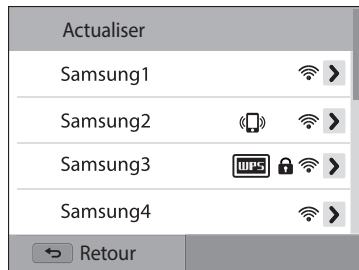 Actualiser
Samsung1
Samsung2
Samsung3 WPS
Samsung4
Retour